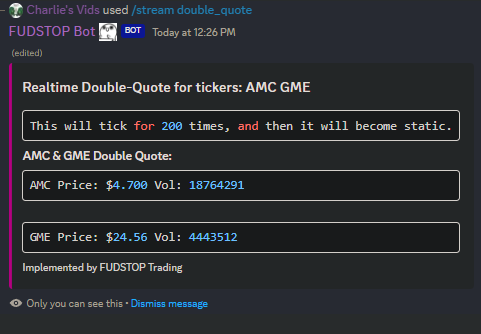 Charlie's Vids used /stream double_quote
FUDSTOP Bot BOT Today at 12:26 PM
(edited)
Realtime Double-Quote for tickers: AMC GME
This will tick for 200 times, and then it will become static.
AMC & GME Double Quote:
AMC Price: $4.700 Vol: 18764291
GME Price: $24.56 Vol: 4443512
Implemented by FUDSTOP Trading
Only you can see this • Dismiss message